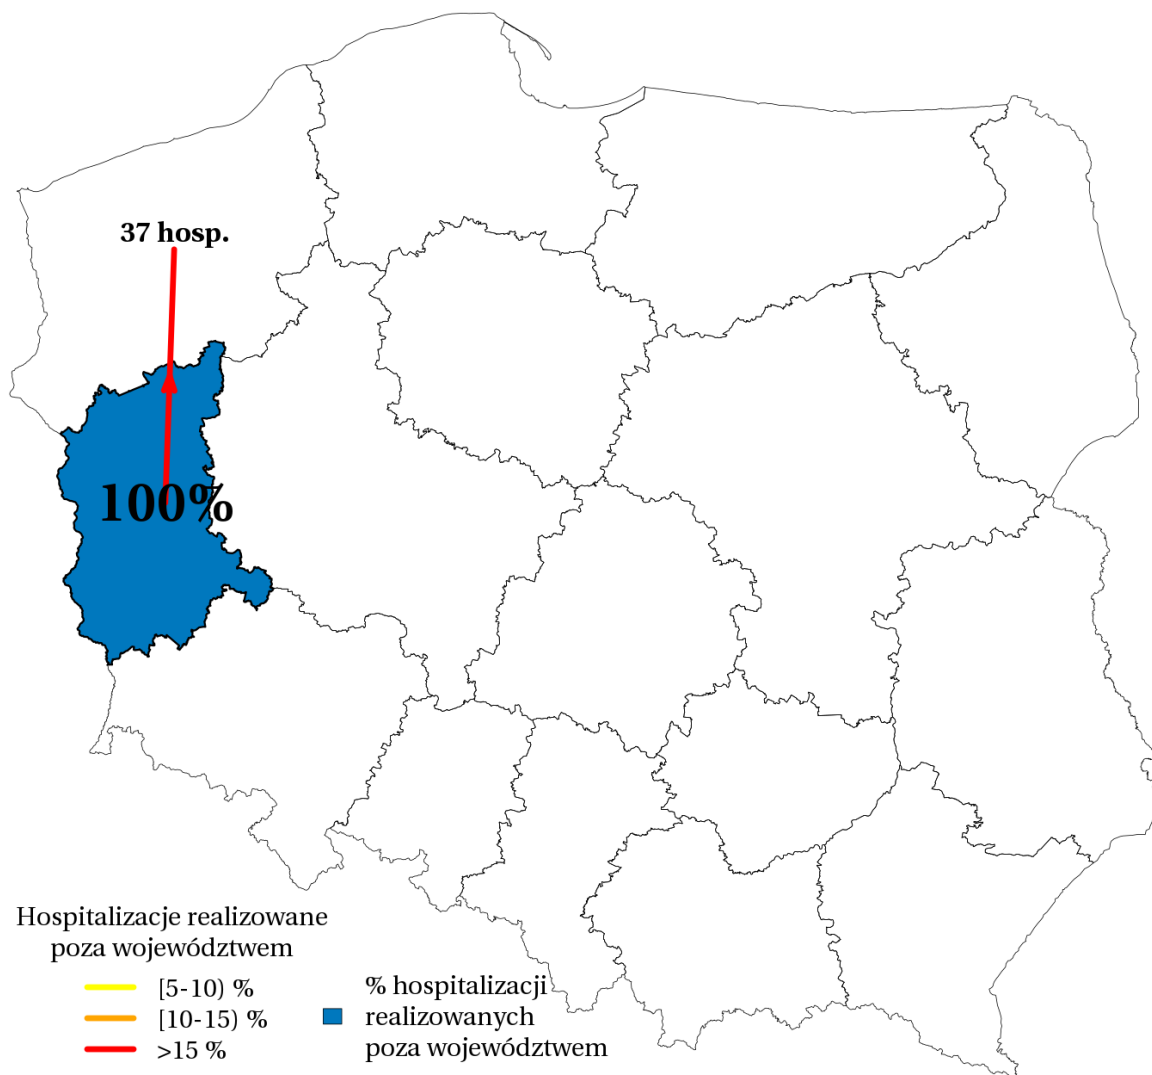 37 hosp.
100%
Hospitalizacje realizowane
poza województwem
[5-10) %
[10-15) %
>15 %
% hospitalizacji
realizowanych
poza województwem